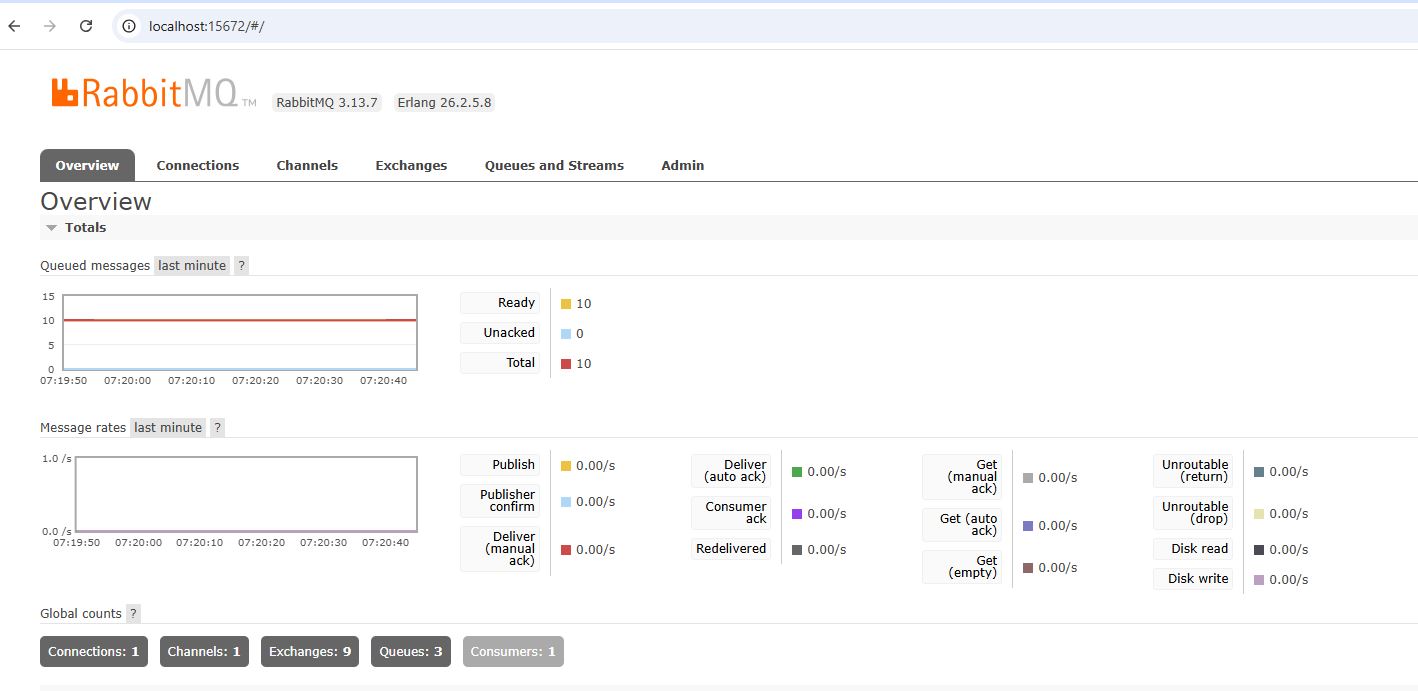 localhost:15672/#/
RabbitMQ TM RabbitMQ 3.13.7 Erlang 26.2.5.8
Overview Connections Channels Exchanges Queues and Streams Admin
Overview
Totals
Queued messages last minute ?
15
10
5
0
07:19:50 07:20:00 07:20:10 07:20:20 07:20:30 07:20:40
Ready 10
Unacked 0
Total 10
Message rates last minute ?
1.0 /s
0.0 /s
07:19:50 07:20:00 07:20:10 07:20:20 07:20:30 07:20:40
Publish 0.00/s
Publisher
confirm 0.00/s
Deliver
(manual
ack) 0.00/s
Deliver
(auto ack) 0.00/s
Consumer
ack 0.00/s
Redelivered 0.00/s
Get
(manual
ack) 0.00/s
Get (auto
ack) 0.00/s
Get
(empty) 0.00/s
Unroutable
(return) 0.00/s
Unroutable
(drop) 0.00/s
Disk read 0.00/s
Disk write 0.00/s
Global counts ?
Connections: 1 Channels: 1 Exchanges: 9 Queues: 3 Consumers: 1